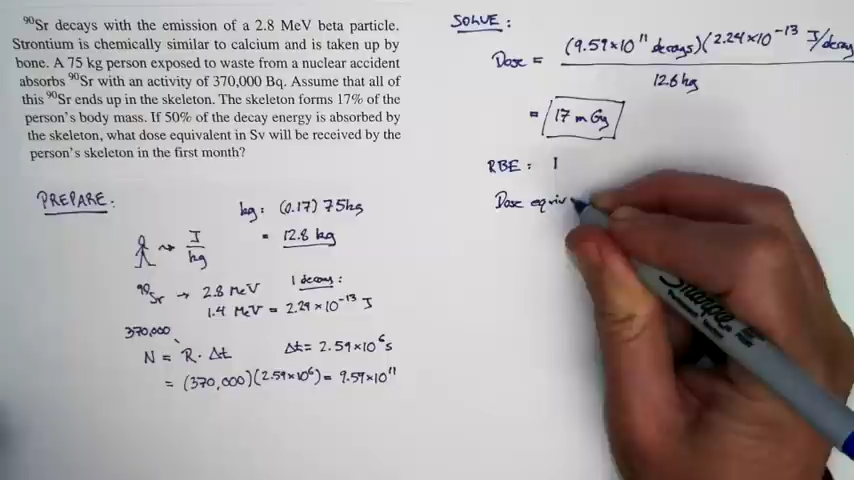 ⁹⁰Sr decays with the emission of a 2.8 MeV beta particle.
Strontium is chemically similar to calcium and is taken up by
bone. A 75 kg person exposed to waste from a nuclear accident
absorbs ⁹⁰Sr with an activity of 370,000 Bq. Assume that all of
this ⁹⁰Sr ends up in the skeleton. The skeleton forms 17% of the
person's body mass. If 50% of the decay energy is absorbed by
the skeleton, what dose equivalent in Sv will be received by the
person's skeleton in the first month?
PREPARE:
kg: (0.17) 75kg
= 12.8 kg
→ J/kg
⁹⁰Sr → 2.8 MeV
1 decay:
1.4 MeV = 2.24×10⁻¹³ J
370,000
N = R · Δt
Δt = 2.59×10⁶s
= (370,000)(2.59×10⁶) = 9.59×10¹¹
SOLVE:
Dose = (9.59×10¹¹ decays)(2.24×10⁻¹³ J/decay
12.8 kg
= 17 mGy
RBE: 1
Dose equiv
Sharpie